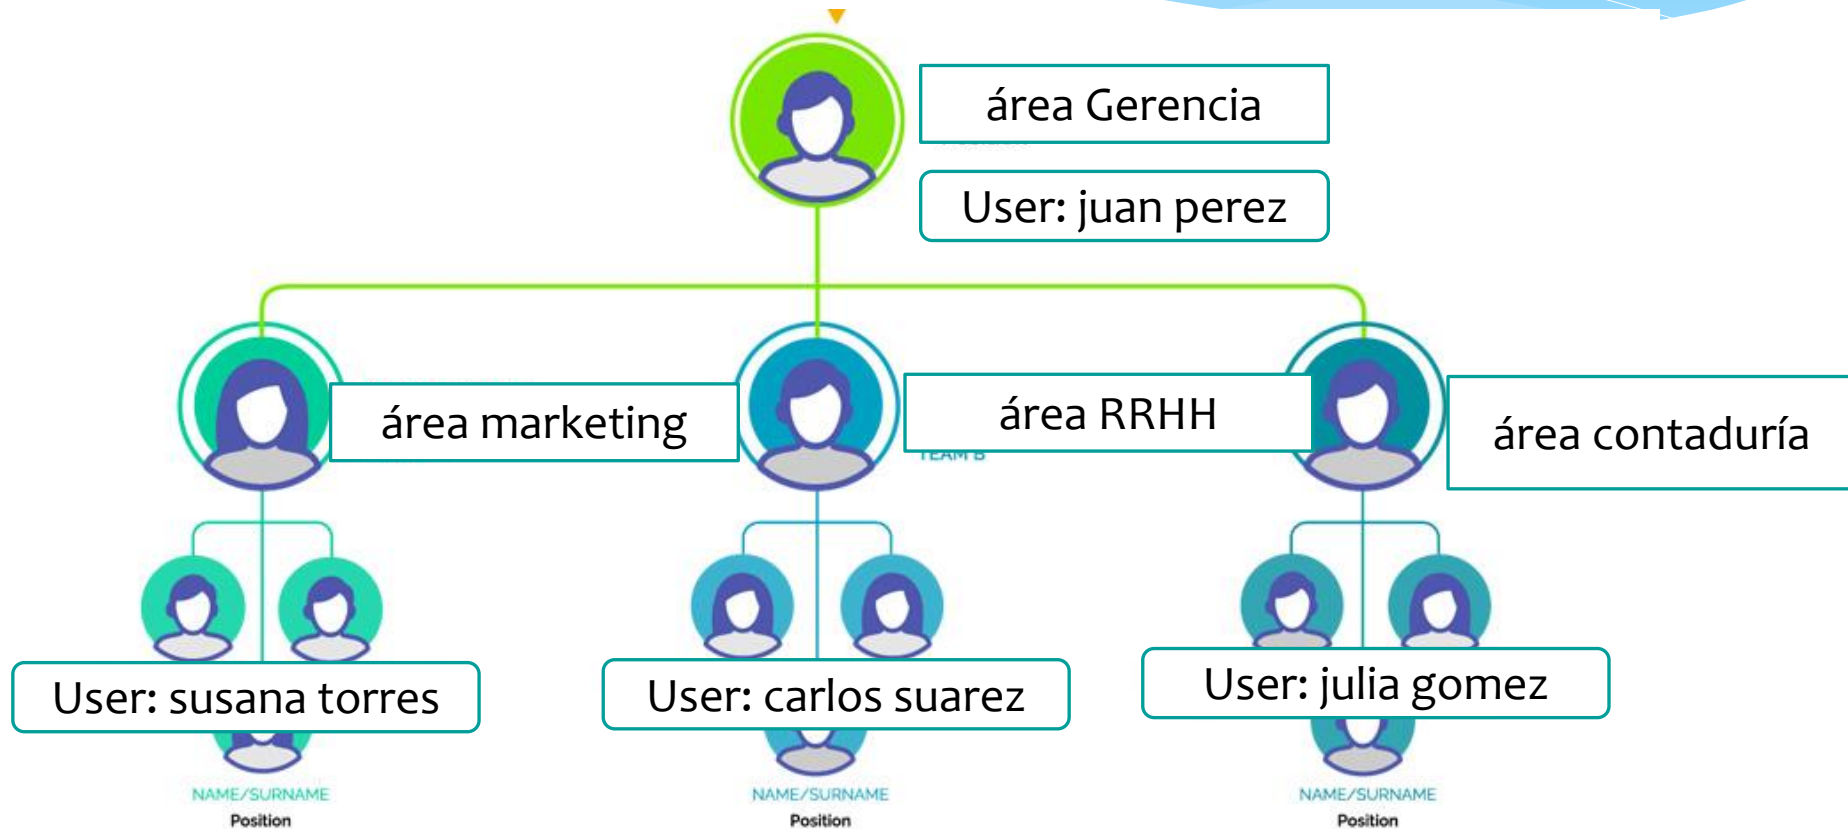 área Gerencia
User: juan perez
área marketing
área RRHH
área contaduría
TEAM B
User: susana torres
User: carlos suarez
User: julia gomez
NAME/SURNAME
Position
NAME/SURNAME
Position
NAME/SURNAME
Position